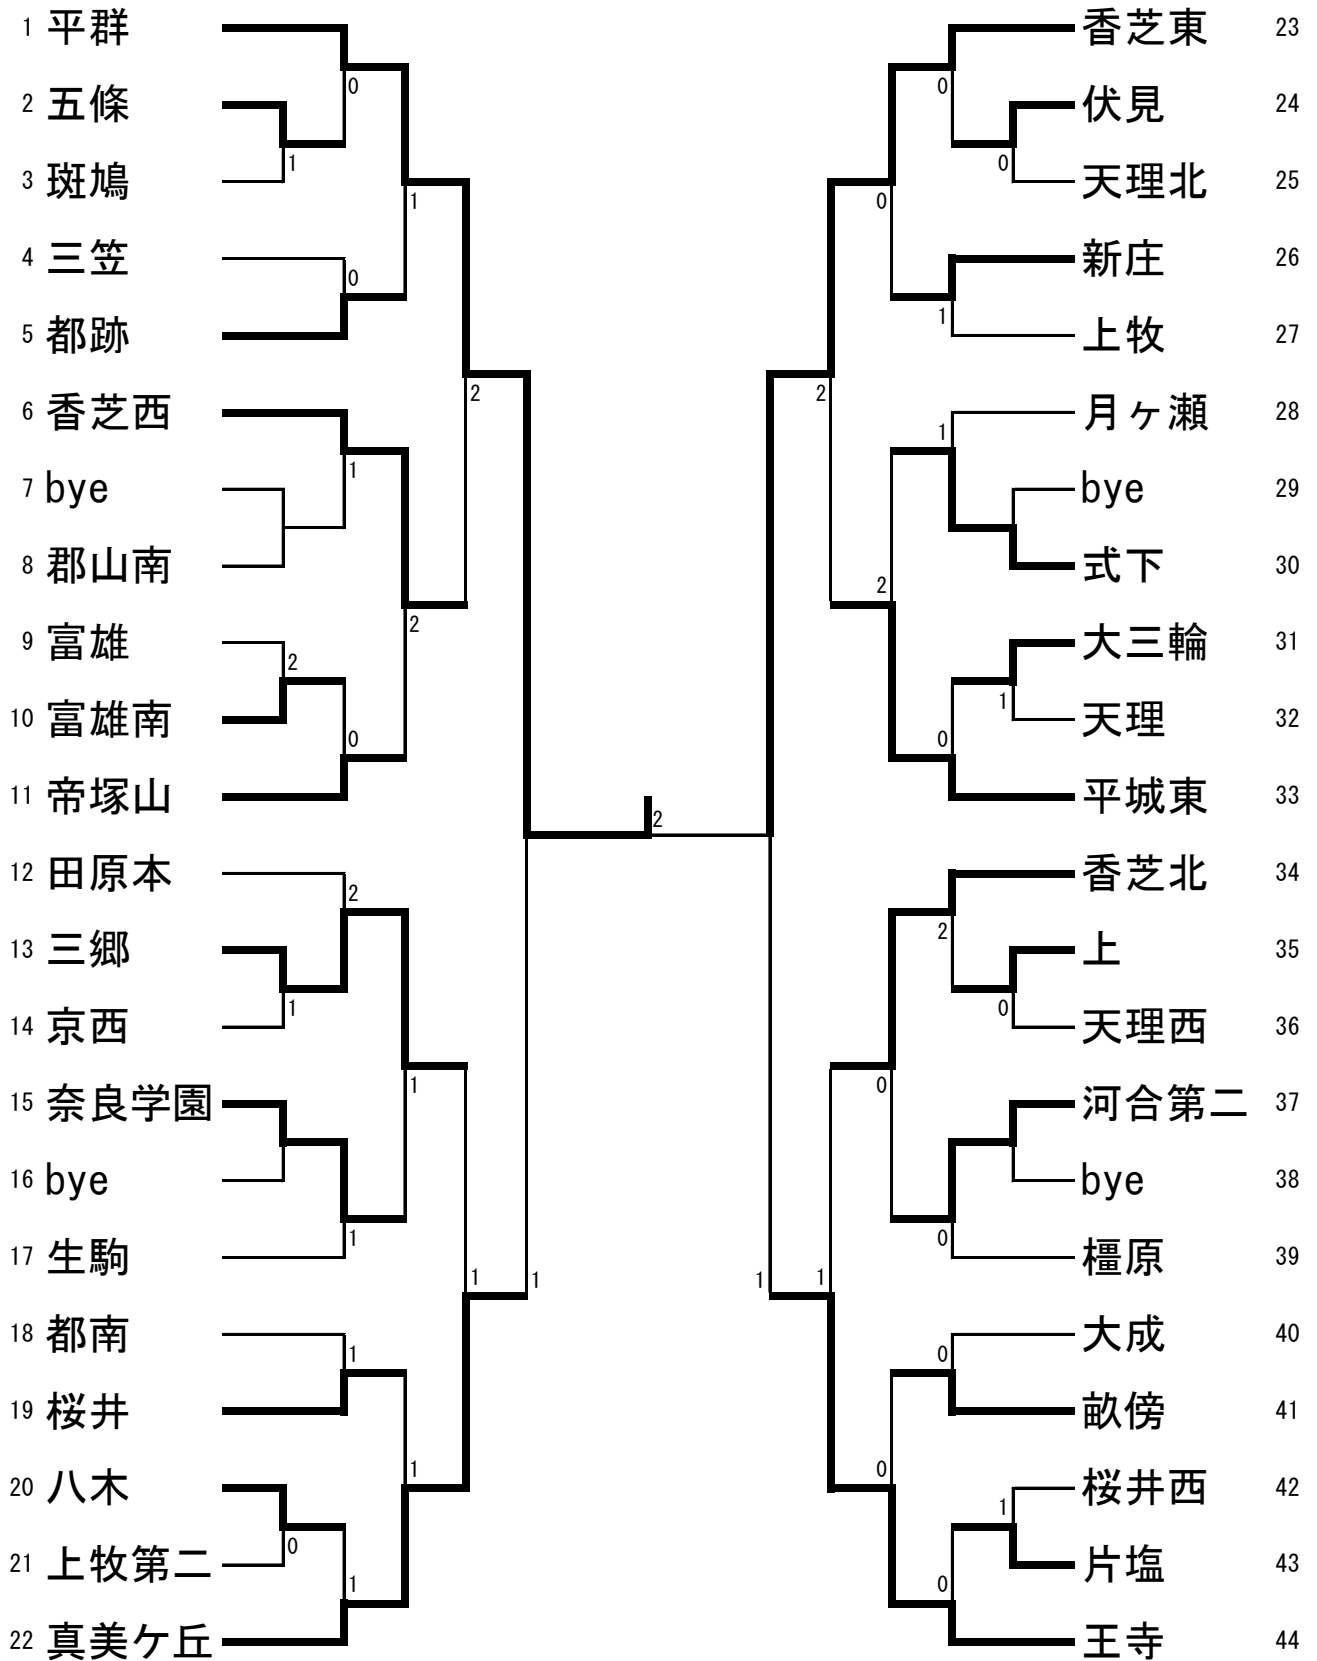 1 平群
0
2 五條
1
3 斑鳩
1
4 三笠
0
5 都跡
2
6 香芝西
1
7 bye
8 郡山南
2
9 富雄
2
10 富雄南
0
11 帝塚山
2
12 田原本
2
13 三郷
1
14 京西
1
15 奈良学園
16 bye
1
17 生駒
1
1
18 都南
1
19 桜井
1
20 八木
0
21 上牧第二
1
22 真美ケ丘
香芝東 23
0
伏見 24
0
天理北 25
0
新庄 26
1
上牧 27
2
月ヶ瀬 28
1
bye 29
式下 30
2
大三輪 31
1
天理 32
0
平城東 33
香芝北 34
2
上 35
0
天理西 36
0
河合第二 37
bye 38
0
橿原 39
1
1
大成 40
0
畝傍 41
0
桜井西 42
1
片塩 43
0
王寺 44